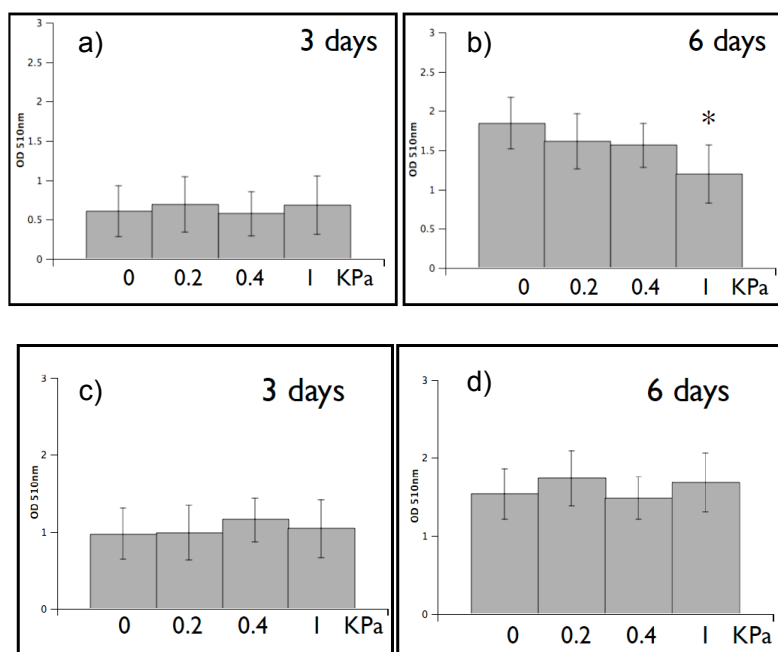 a) 3 days
3
2.5
2
1.5
1
0.5
0
OD 510nm
0 0.2 0.4 1 KPa
b) 6 days
3
2.5
2
1.5
1
0.5
0
OD 510nm
*
0 0.2 0.4 1 KPa
c) 3 days
3
2
1
0
OD 510nm
0 0.2 0.4 1 KPa
d) 6 days
3
2
1
0
OD 510nm
0 0.2 0.4 1 KPa